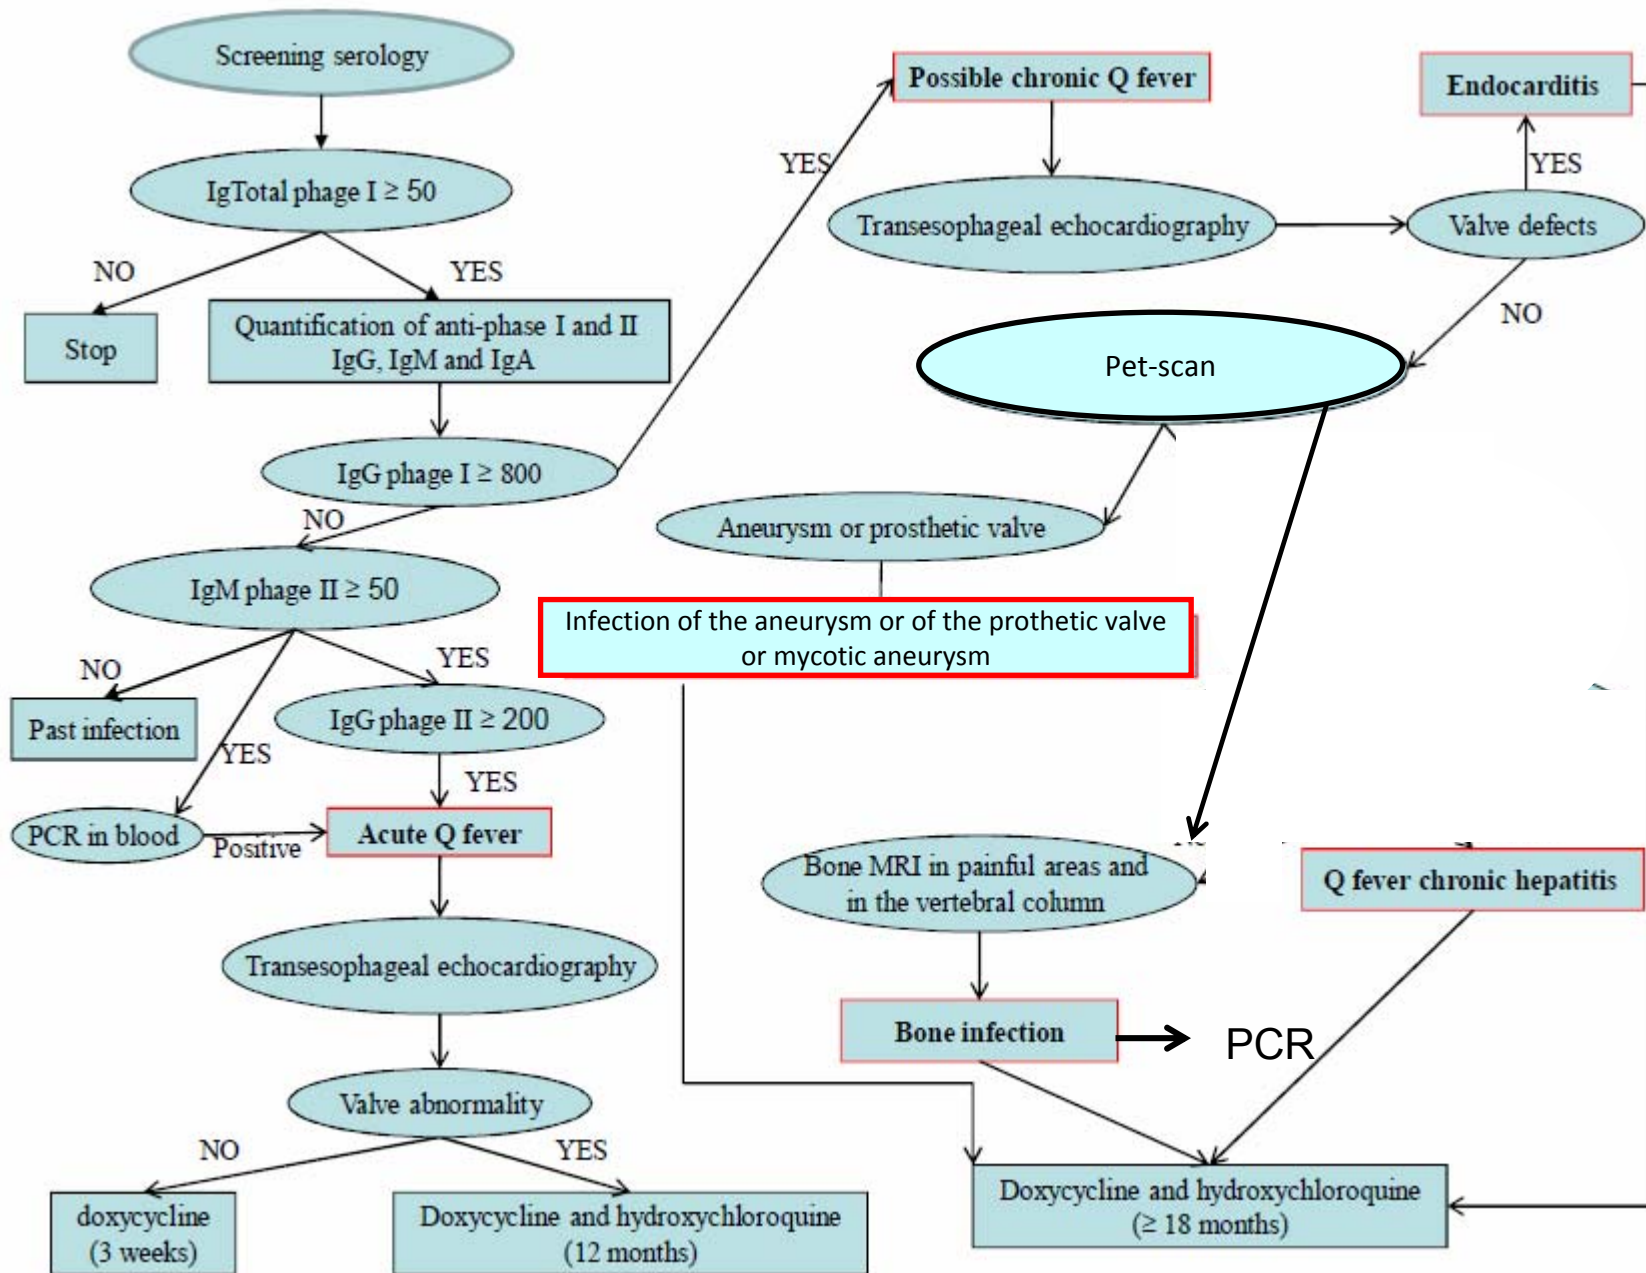 Screening serology
IgTotal phage I ≥ 50
NO
YES
Stop
Quantification of anti-phase I and II
IgG, IgM and IgA
IgG phage I ≥ 800
YES
NO
IgM phage II ≥ 50
NO
YES
YES
Past infection
IgG phage II ≥ 200
YES
PCR in blood
Positive
Acute Q fever
Transesophageal echocardiography
Valve abnormality
NO
YES
doxycycline
(3 weeks)
Doxycycline and hydroxychloroquine
(12 months)
Possible chronic Q fever
Transesophageal echocardiography
Valve defects
YES
Endocarditis
NO
Pet-scan
Aneurysm or prosthetic valve
Infection of the aneurysm or of the prothetic valve
or mycotic aneurysm
Bone MRI in painful areas and
in the vertebral column
Q fever chronic hepatitis
Bone infection
PCR
Doxycycline and hydroxychloroquine
(≥ 18 months)